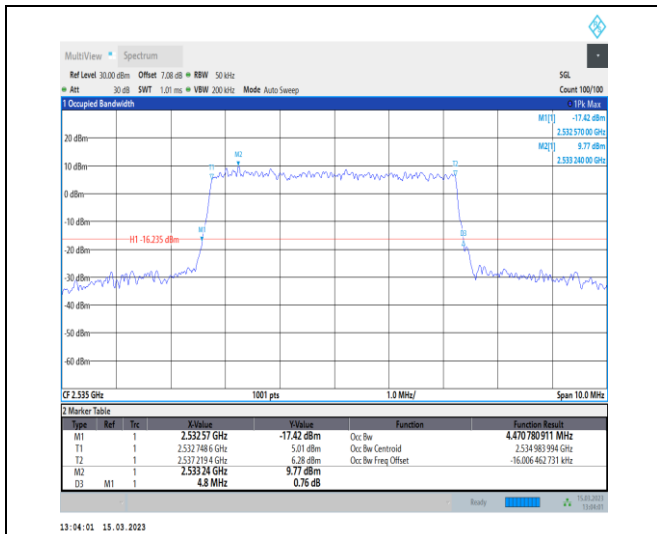 MultiView Spectrum
Ref Level 30.00 dBm Offset 7.08 dB RBW 50 kHz SGL
Att 30 dB SWT 1.01 ms VBW 200 kHz Mode Auto Sweep Count 100/100
1 Occupied Bandwidth 1Pk Max
M1[1] -17.42 dBm
2.532 570 00 GHz
M2[1] 9.77 dBm
2.533 240 00 GHz
20 dBm
M2
T1 T2
10 dBm
0 dBm
-10 dBm
M1 D3
H1 -16.235 dBm
-20 dBm
-30 dBm
-40 dBm
-50 dBm
-60 dBm
CF 2.535 GHz 1001 pts 1.0 MHz/ Span 10.0 MHz
2 Marker Table
Type Ref Trc X-Value Y-Value Function Function Result
M1 1 2.532 57 GHz -17.42 dBm Occ Bw 4.470 780 911 MHz
T1 1 2.532 748 6 GHz 5.01 dBm Occ Bw Centroid 2.534 983 994 GHz
T2 1 2.537 219 4 GHz 6.28 dBm Occ Bw Freq Offset -16.006 462 731 kHz
M2 1 2.533 24 GHz 9.77 dBm
D3 M1 1 4.8 MHz 0.76 dB
Ready 15.03.2023
13:04:01
13:04:01 15.03.2023